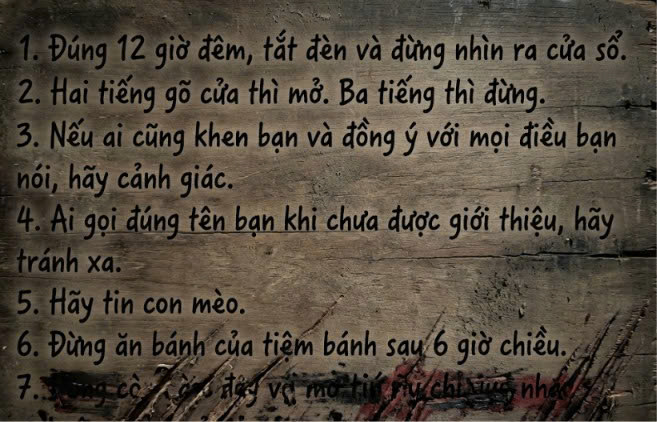 1. Đúng 12 giờ đêm, tắt đèn và đừng nhìn ra cửa sổ.
2. Hai tiếng gõ cửa thì mở. Ba tiếng thì đừng.
3. Nếu ai cũng khen bạn và đồng ý với mọi điều bạn
nói, hãy cảnh giác.
4. Ai gọi đúng tên bạn khi chưa được giới thiệu, hãy
tránh xa.
5. Hãy tin con mèo.
6. Đừng ăn bánh của tiệm bánh sau 6 giờ chiều.
7.